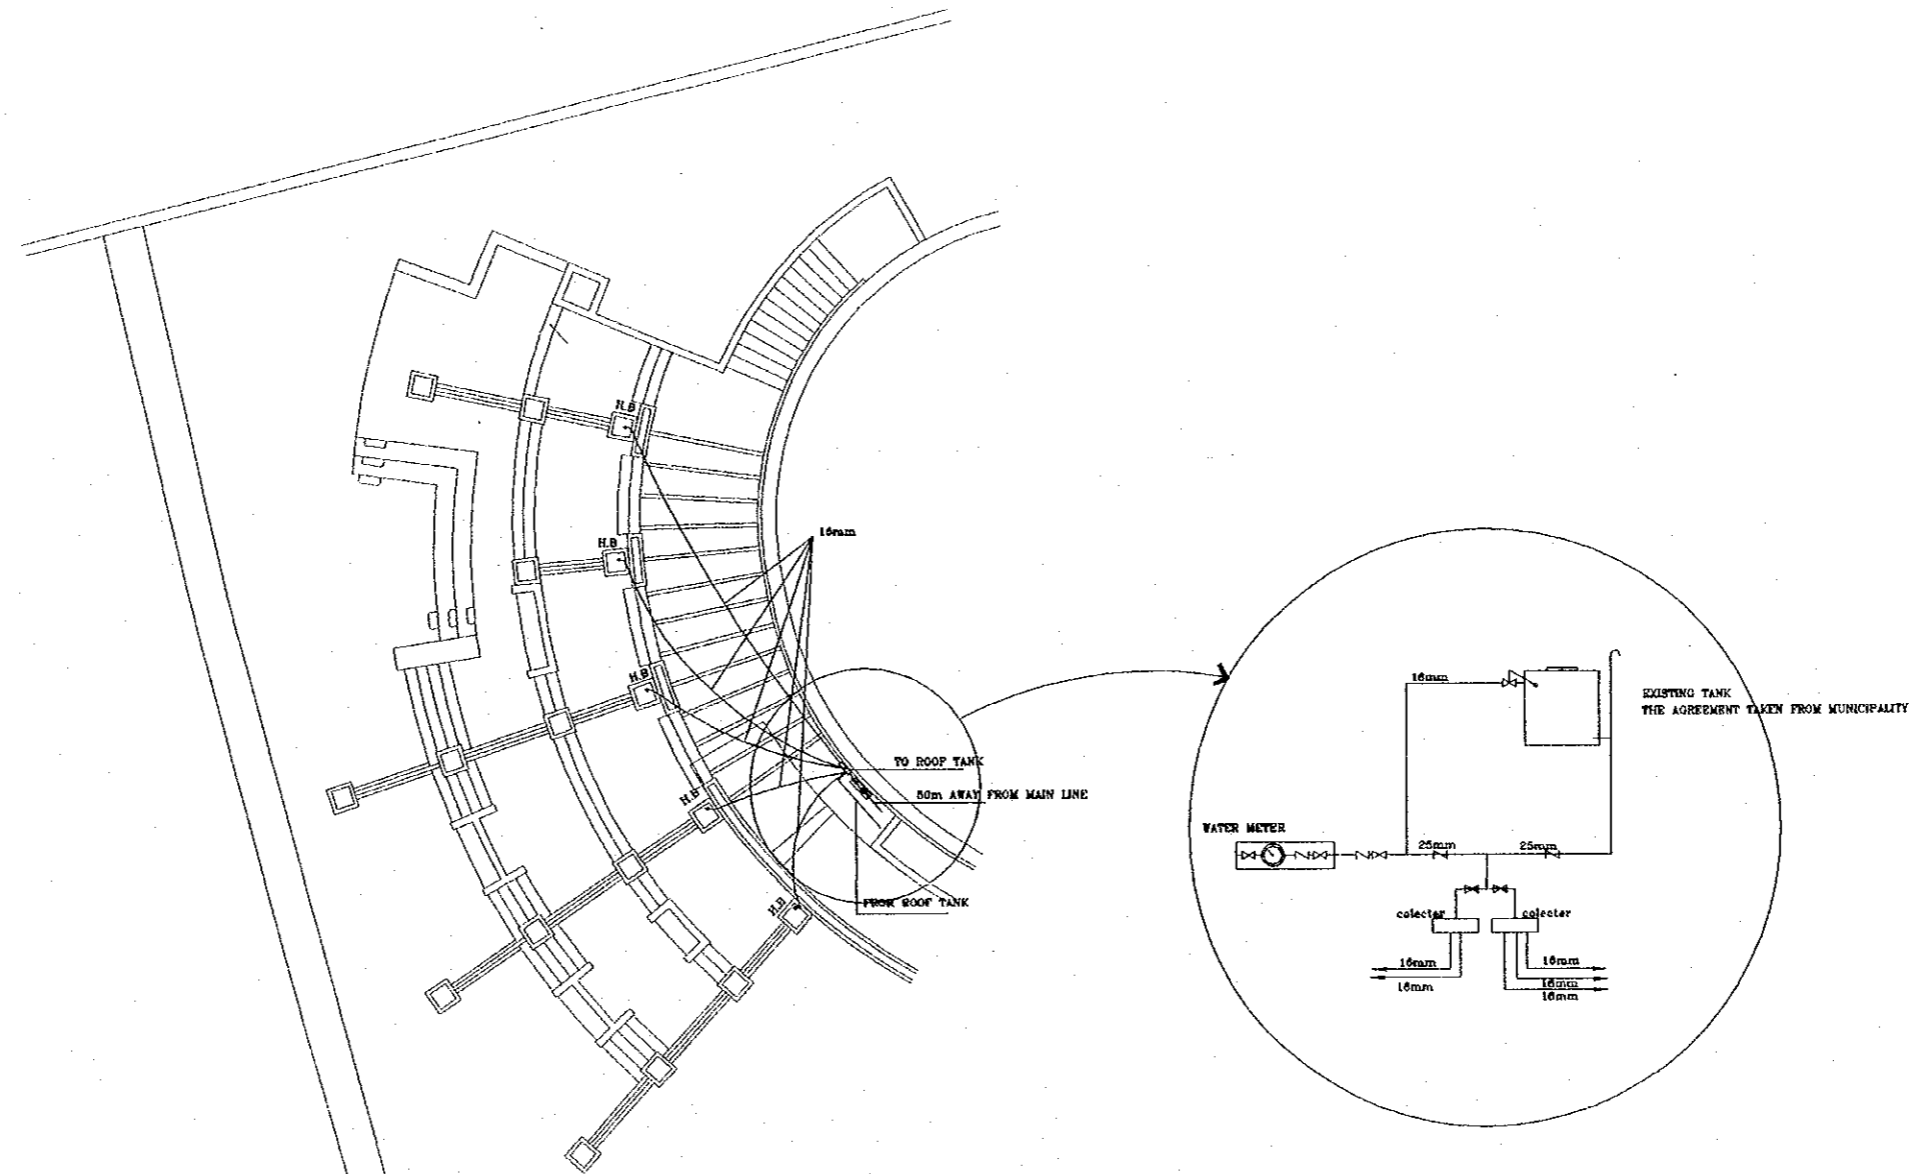 H.B
H.B
16mm
H.B
TO ROOF TANK
50m AWAY FROM MAIN LINE
H.B
FROM ROOF TANK
H.B
16mm
EXISTING TANK
THE AGREEMENT TAKEN FROM MUNICIPALITY
WATER METER
25mm
25mm
colecter
colecter
16mm
16mm
16mm
16mm
16mm